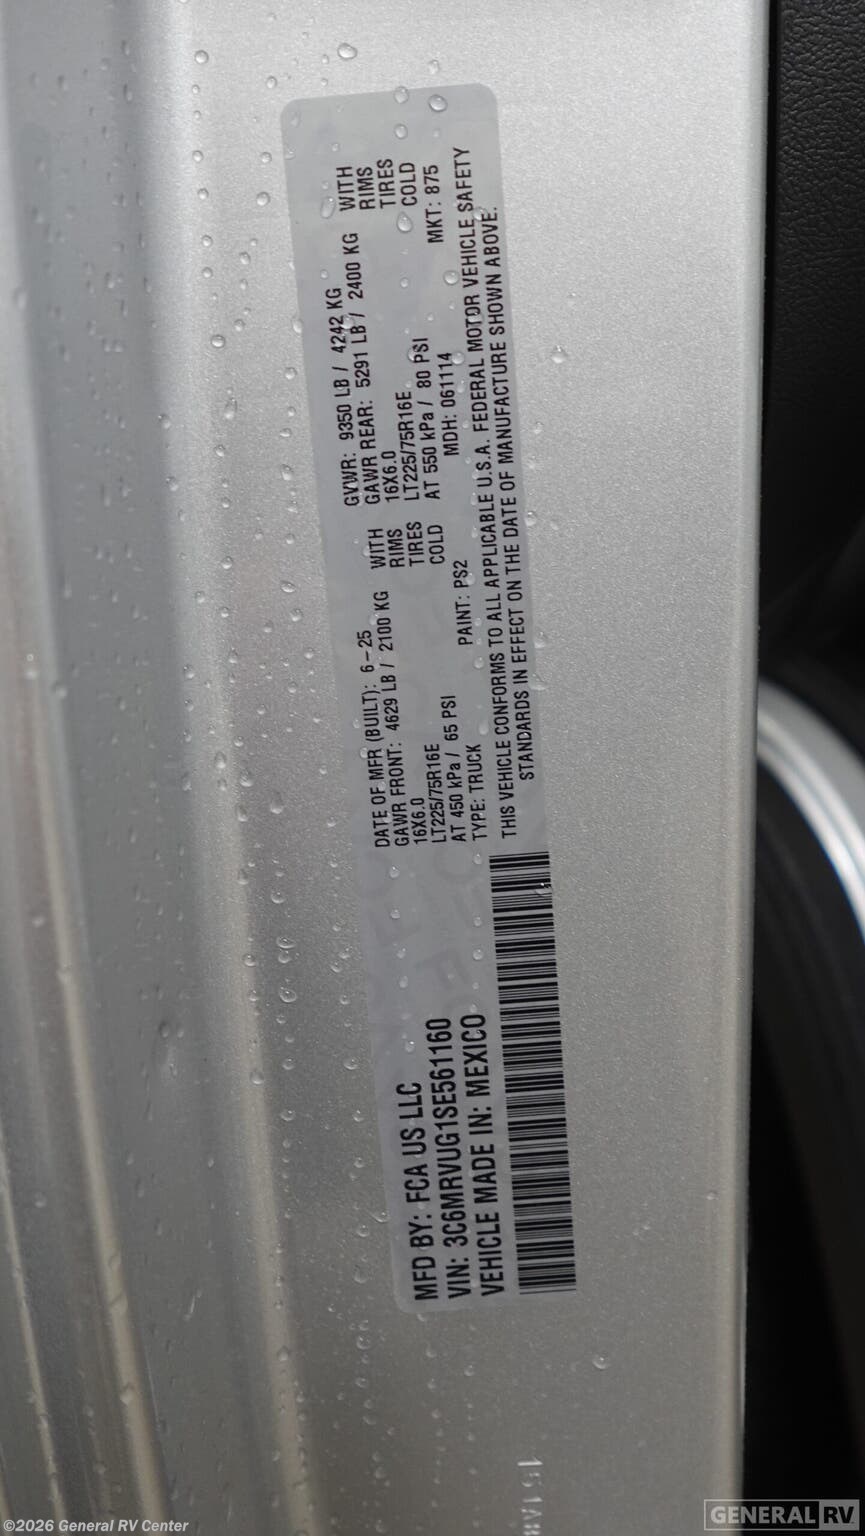 MFD BY: FCA US LLC
VIN: 3C6MRVUG1SE561160
VEHICLE MADE IN: MEXICO
DATE OF MFR (BUILT): 6-25 GVWR: 9350 LB / 4242 KG
GAWR FRONT: 4629 LB / 2100 KG WITH GAWR REAR: 5291 LB / 2400 KG WITH
16X6.0 RIMS 16X6.0 RIMS
LT225/75R16E TIRES LT225/75R16E TIRES
AT 450 kPa / 65 PSI COLD AT 550 kPa / 80 PSI COLD
TYPE: TRUCK PAINT: PS2 MDH: 061114 MKT: 875
THIS VEHICLE CONFORMS TO ALL APPLICABLE U.S.A. FEDERAL MOTOR VEHICLE SAFETY
STANDARDS IN EFFECT ON THE DATE OF MANUFACTURE SHOWN ABOVE.
©2026 General RV Center
GENERAL RV